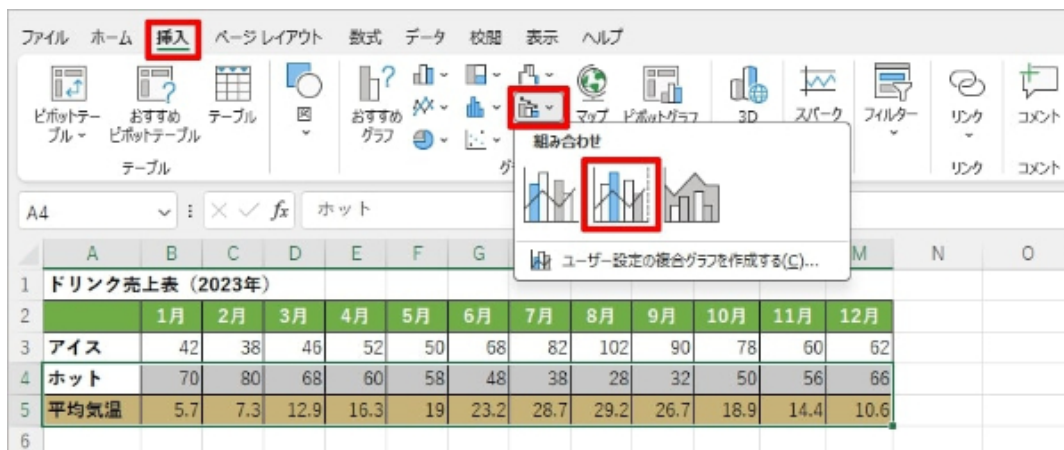 ファイル ホーム 挿入 ページ レイアウト 数式 データ 校閲 表示 ヘルプ
ピボットテーブル おすすめピボットテーブル テーブル 図 おすすめグラフ マップ ピボットグラフ 3D スパーク フィルター リンク コメント
テーブル グ リンク コメント
組み合わせ
ユーザー設定の複合グラフを作成する(C)...
A4 fx ホット
A B C D E F G M N O
1 ドリンク売上表（2023年）
2 1月 2月 3月 4月 5月 6月 7月 8月 9月 10月 11月 12月
3 アイス 42 38 46 52 50 68 82 102 90 78 60 62
4 ホット 70 80 68 60 58 48 38 28 32 50 56 66
5 平均気温 5.7 7.3 12.9 16.3 19 23.2 28.7 29.2 26.7 18.9 14.4 10.6
6